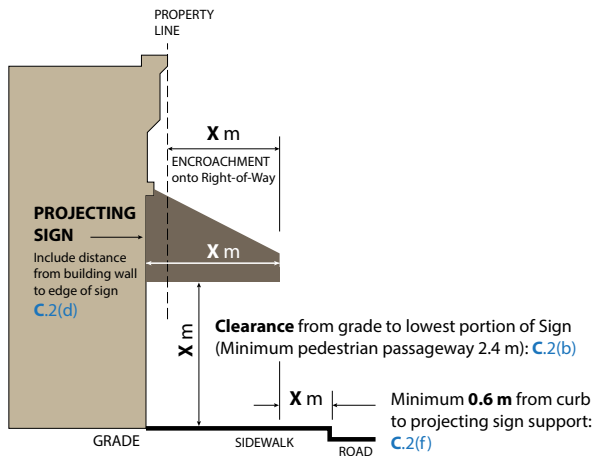 PROPERTY
LINE
X m
ENCROACHMENT
onto Right-of-Way
PROJECTING
SIGN
Include distance
from building wall
to edge of sign
C.2(d)
X m
X m
Clearance from grade to lowest portion of Sign
(Minimum pedestrian passageway 2.4 m): C.2(b)
X m
Minimum 0.6 m from curb
to projecting sign support:
C.2(f)
GRADE
SIDEWALK
ROAD